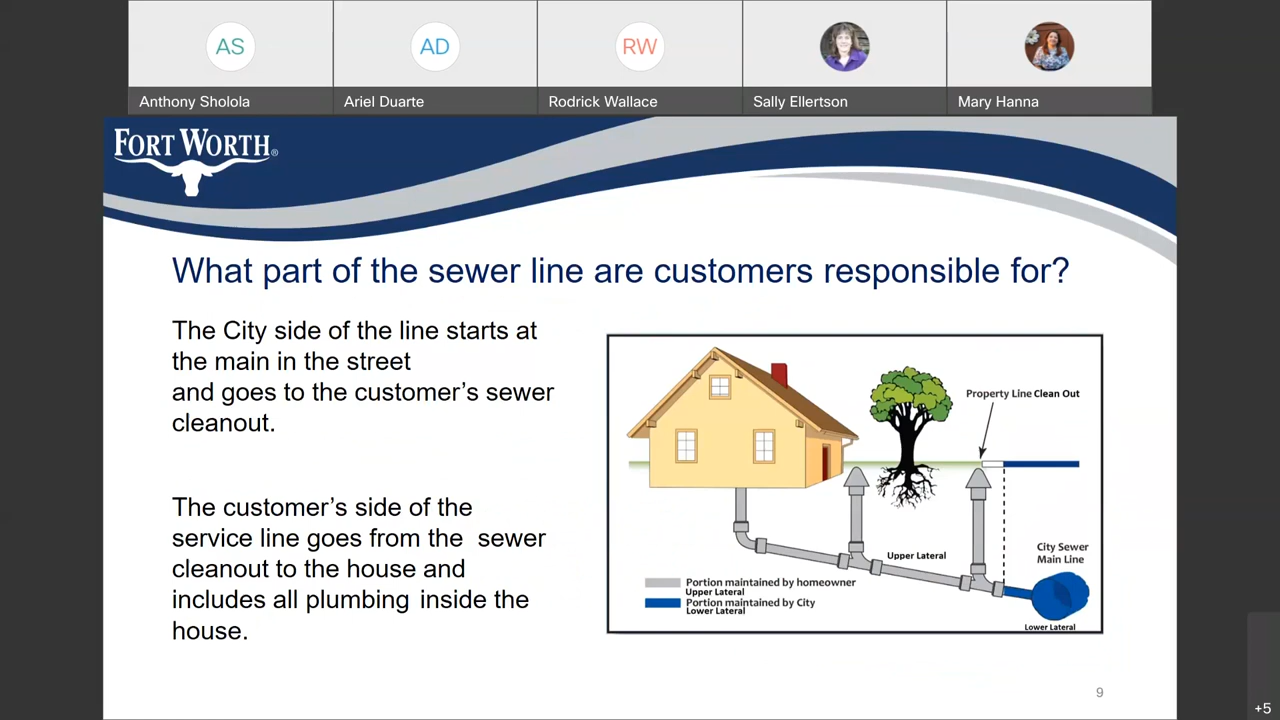 AS
AD
RW
Anthony Sholola
Ariel Duarte
Rodrick Wallace
Sally Ellertson
Mary Hanna
FORT WORTH®
What part of the sewer line are customers responsible for?
The City side of the line starts at
the main in the street
and goes to the customer's sewer
cleanout.
The customer's side of the
service line goes from the sewer
cleanout to the house and
includes all plumbing inside the
house.
Property Line Clean Out
Upper Lateral
City Sewer
Main Line
Portion maintained by homeowner
Upper Lateral
Portion maintained by City
Lower Lateral
Lower Lateral
9
+5